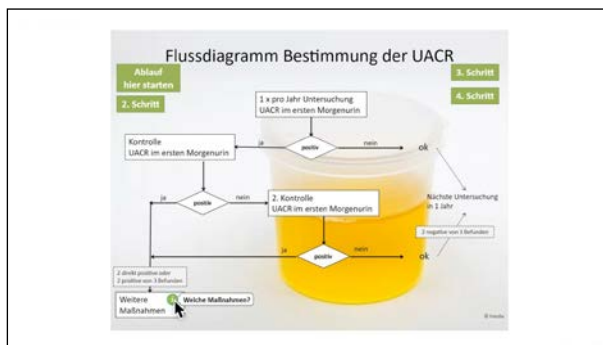 Flussdiagramm Bestimmung der UACR
Ablauf
hier starten
2. Schritt
3. Schritt
4. Schritt
1 x pro Jahr Untersuchung
UACR im ersten Morgenurin
ja
positiv
nein
ok
Kontrolle
UACR im ersten Morgenurin
Nächste Untersuchung
in 1 Jahr
ja
positiv
nein
2. Kontrolle
UACR im ersten Morgenurin
2 negative von 3 Befunden
ja
positiv
nein
ok
2 direkt positive oder
2 positive von 3 Befunden
Weitere
Maßnahmen
Welche Maßnahmen?